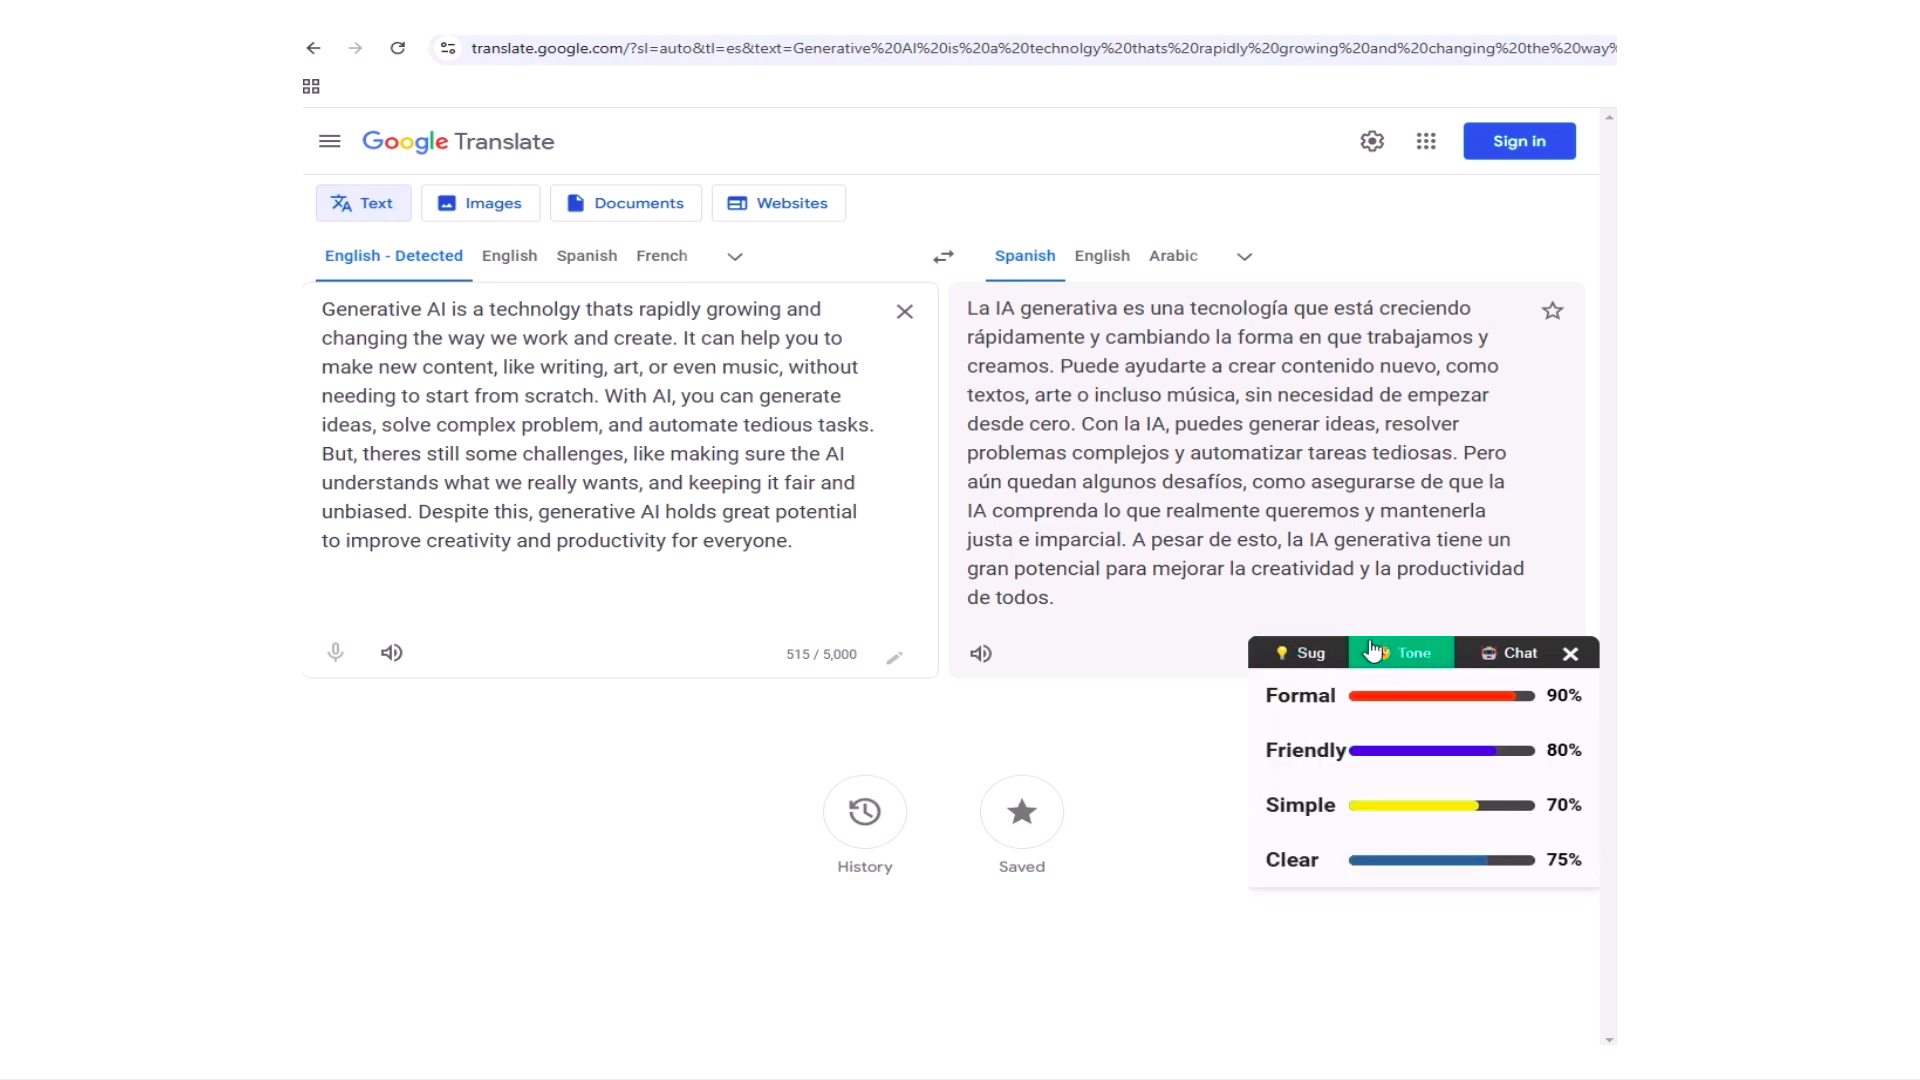 translate.google.com/?sl=auto&tl=es&text=Generative%20AI%20is%20a%20technolgy%20thats%20rapidly%20growing%20and%20changing%20the%20way%
Google Translate
Sign in
Text Images Documents Websites
English - Detected English Spanish French
Spanish English Arabic
Generative AI is a technolgy thats rapidly growing and
changing the way we work and create. It can help you to
make new content, like writing, art, or even music, without
needing to start from scratch. With AI, you can generate
ideas, solve complex problem, and automate tedious tasks.
But, theres still some challenges, like making sure the AI
understands what we really wants, and keeping it fair and
unbiased. Despite this, generative AI holds great potential
to improve creativity and productivity for everyone.
515 / 5,000
La IA generativa es una tecnología que está creciendo
rápidamente y cambiando la forma en que trabajamos y
creamos. Puede ayudarte a crear contenido nuevo, como
textos, arte o incluso música, sin necesidad de empezar
desde cero. Con la IA, puedes generar ideas, resolver
problemas complejos y automatizar tareas tediosas. Pero
aún quedan algunos desafíos, como asegurarse de que la
IA comprenda lo que realmente queremos y mantenerla
justa e imparcial. A pesar de esto, la IA generativa tiene un
gran potencial para mejorar la creatividad y la productividad
de todos.
Sug Tone Chat
Formal 90%
Friendly 80%
Simple 70%
Clear 75%
History Saved